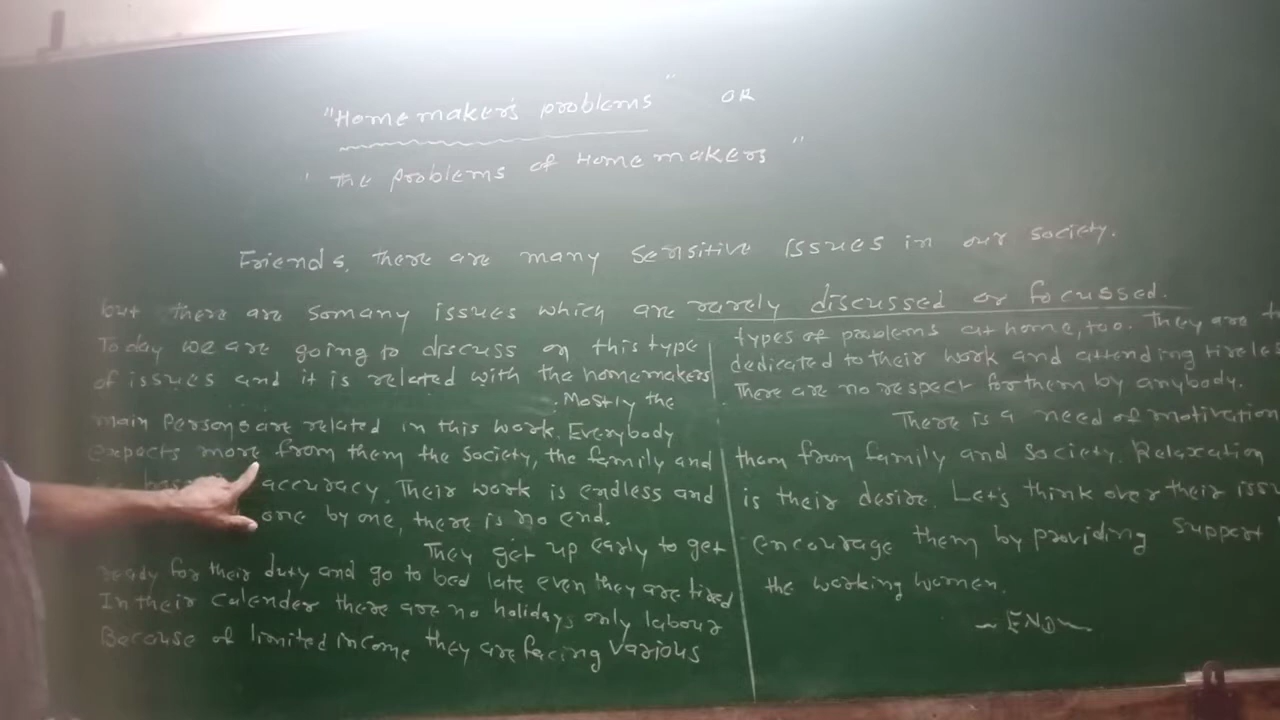 "Homemaker's problems" OR
"The problems of Homemakers"
Friends, there are many sensitive issues in our society.
but there are somany issues which are rarely discussed or focussed.
Today we are going to discuss on this type
of issues and it is related with the homemakers
. Mostly the
main persons are related in this work. Everybody
expects more from them the society, the family and
accuracy. Their work is endless and
one by one, there is no end.
They get up early to get
ready for their duty and go to bed late even they are tired
In their calender there are no holidays only labour
Because of limited income they are facing various
types of problems at home, too. They are
dedicated to their work and attending
There are no respect for them by anybody.
There is a need of motivation
them from family and society. Relaxation
is their desire. Let's think over their
encourage them by providing support
the working women.
~END~